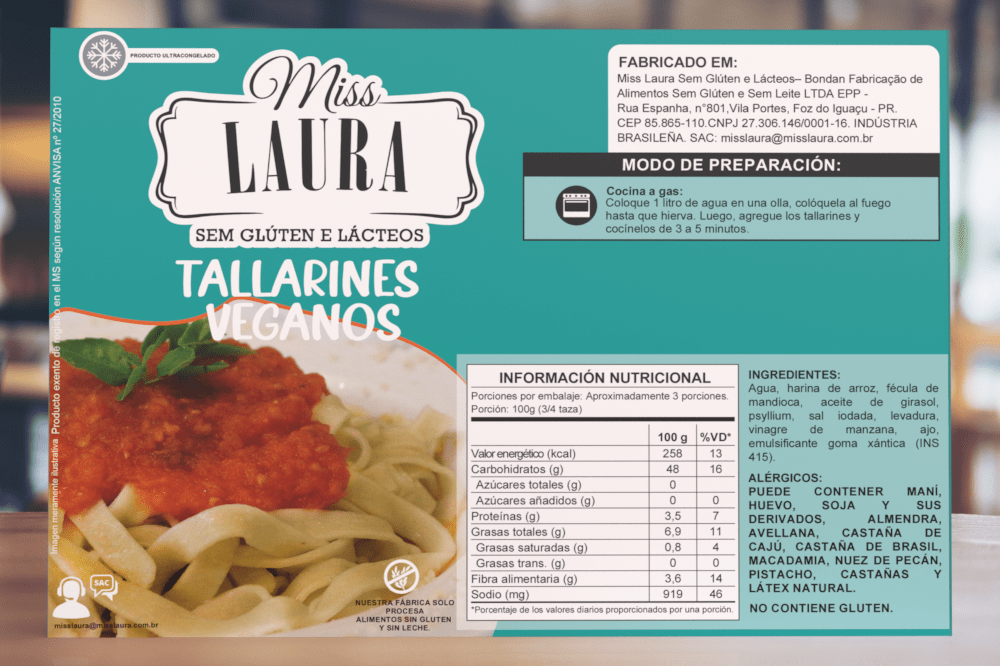 PRODUCTO ULTRACONGELADO
Miss
LAURA
SEM GLÚTEN E LÁCTEOS
TALLARINES
VEGANOS
Imagen meramente ilustrativa Producto exento de registro en el MS según resolución ANVISA nº 27/2010
SAC
misslaura@misslaura.com.br
NUESTRA FÁBRICA SOLO
PROCESA
ALIMENTOS SIN GLUTEN
Y SIN LECHE.
FABRICADO EM:
Miss Laura Sem Glúten e Lácteos– Bondan Fabricação de
Alimentos Sem Glúten e Sem Leite LTDA EPP -
Rua Espanha, n°801,Vila Portes, Foz do Iguaçu - PR.
CEP 85.865-110.CNPJ 27.306.146/0001-16. INDÚSTRIA
BRASILEÑA. SAC: misslaura@misslaura.com.br
MODO DE PREPARACIÓN:
Cocina a gas:
Coloque 1 litro de agua en una olla, colóquela al fuego
hasta que hierva. Luego, agregue los tallarines y
cocínelos de 3 a 5 minutos.
INFORMACIÓN NUTRICIONAL
Porciones por embalaje: Aproximadamente 3 porciones.
Porción: 100g (3/4 taza)
100 g %VD*
Valor energético (kcal) 258 13
Carbohidratos (g) 48 16
Azúcares totales (g) 0
Azúcares añadidos (g) 0 0
Proteínas (g) 3,5 7
Grasas totales (g) 6,9 11
Grasas saturadas (g) 0,8 4
Grasas trans. (g) 0 0
Fibra alimentaria (g) 3,6 14
Sodio (mg) 919 46
*Porcentaje de los valores diarios proporcionados por una porción.
INGREDIENTES:
Agua, harina de arroz, fécula de
mandioca, aceite de girasol,
psyllium, sal iodada, levadura,
vinagre de manzana, ajo,
emulsificante goma xántica (INS
415).
ALÉRGICOS:
PUEDE CONTENER MANÍ,
HUEVO, SOJA Y SUS
DERIVADOS, ALMENDRA,
AVELLANA, CASTAÑA DE
CAJÚ, CASTAÑA DE BRASIL,
MACADAMIA, NUEZ DE PECÁN,
PISTACHO, CASTAÑAS Y
LÁTEX NATURAL.
NO CONTIENE GLUTEN.